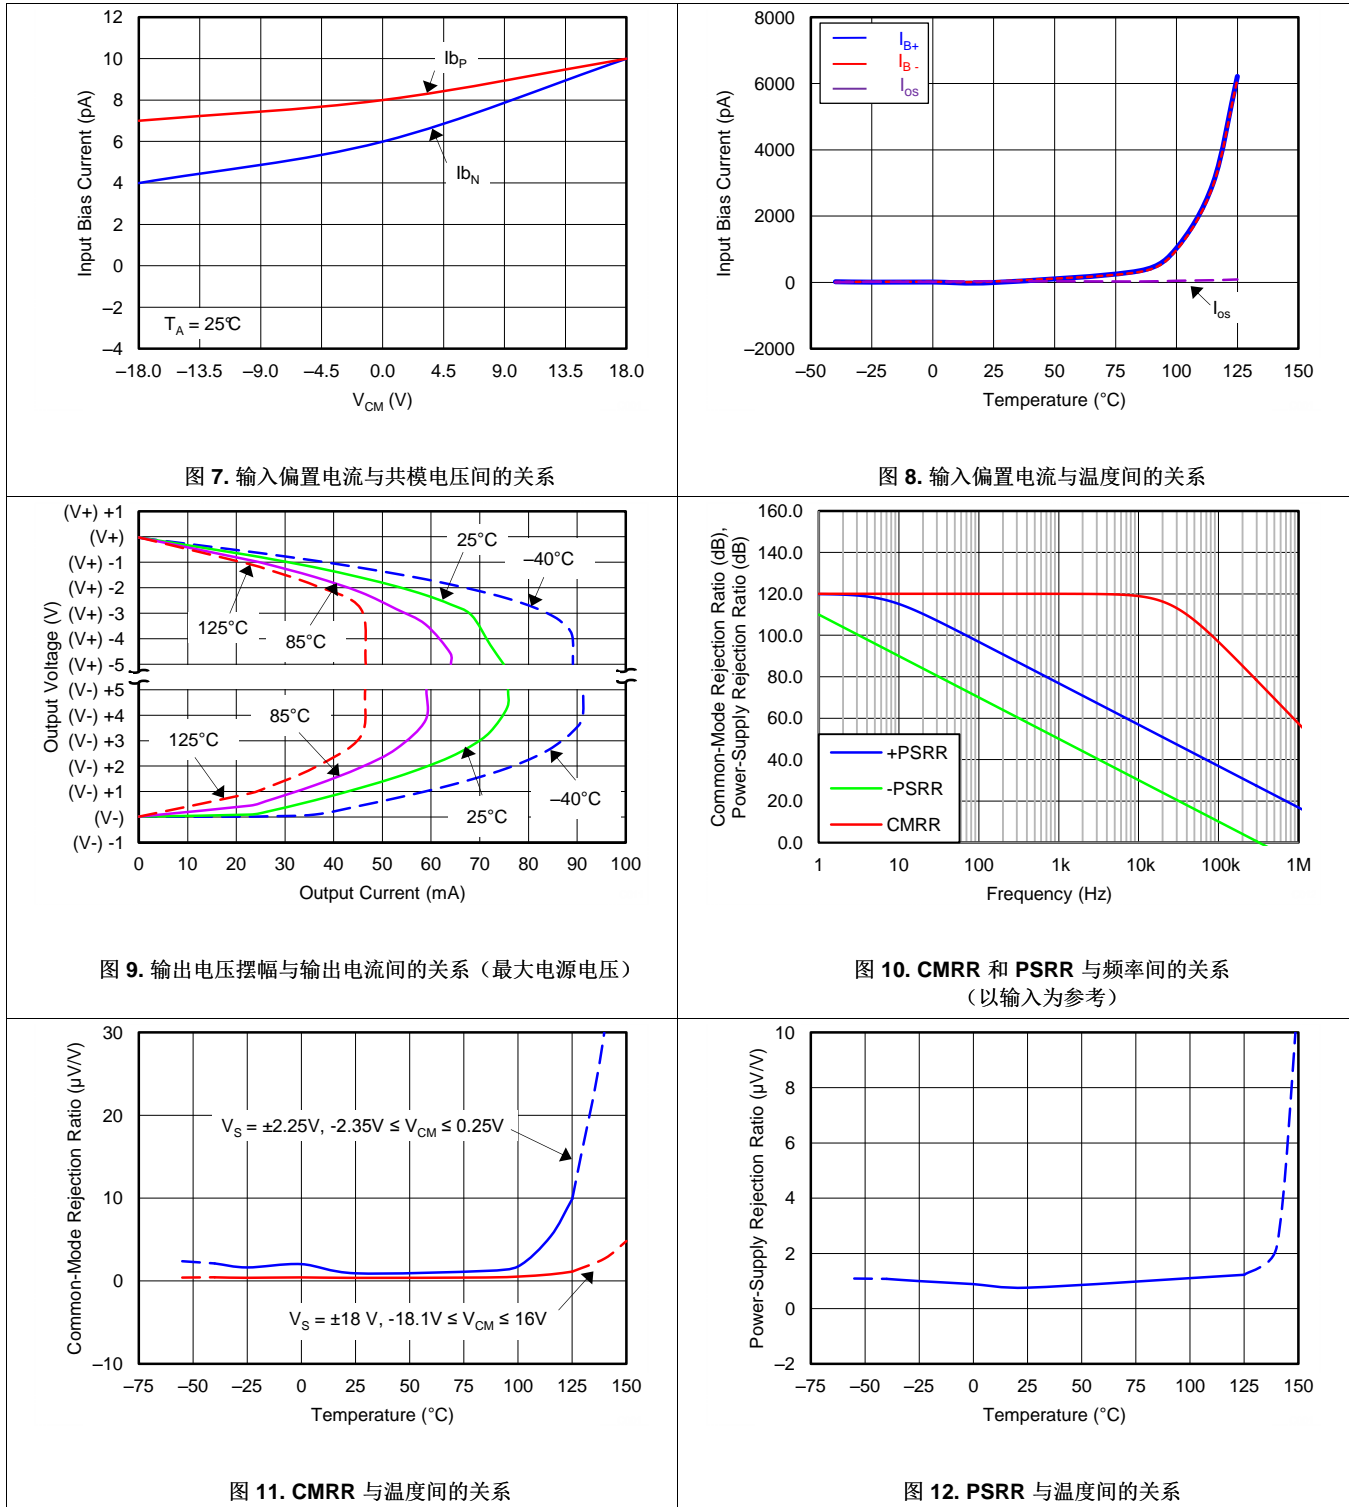 12
10
8
6
4
2
0
–2
–4
Input Bias Current (pA)
Ib_P
Ib_N
T_A = 25°C
–18.0 –13.5 –9.0 –4.5 0.0 4.5 9.0 13.5 18.0
V_CM (V)
图 7. 输入偏置电流与共模电压间的关系
8000
6000
4000
2000
0
–2000
Input Bias Current (pA)
I_B+
I_B -
I_os
I_os
–50 –25 0 25 50 75 100 125 150
Temperature (°C)
图 8. 输入偏置电流与温度间的关系
(V+) +1
(V+)
(V+) -1
(V+) -2
(V+) -3
(V+) -4
(V+) -5
(V-) +5
(V-) +4
(V-) +3
(V-) +2
(V-) +1
(V-)
(V-) -1
Output Voltage (V)
25°C
–40°C
125°C
85°C
85°C
125°C
–40°C
25°C
0 10 20 30 40 50 60 70 80 90 100
Output Current (mA)
图 9. 输出电压摆幅与输出电流间的关系（最大电源电压）
160.0
140.0
120.0
100.0
80.0
60.0
40.0
20.0
0.0
Common-Mode Rejection Ratio (dB),
Power-Supply Rejection Ratio (dB)
+PSRR
-PSRR
CMRR
1 10 100 1k 10k 100k 1M
Frequency (Hz)
图 10. CMRR 和 PSRR 与频率间的关系
（以输入为参考）
30
20
10
0
–10
Common-Mode Rejection Ratio (µV/V)
V_S = ±2.25V, -2.35V ≤ V_CM ≤ 0.25V
V_S = ±18 V, -18.1V ≤ V_CM ≤ 16V
–75 –50 –25 0 25 50 75 100 125 150
Temperature (°C)
图 11. CMRR 与温度间的关系
10
8
6
4
2
0
–2
Power-Supply Rejection Ratio (µV/V)
–75 –50 –25 0 25 50 75 100 125 150
Temperature (°C)
图 12. PSRR 与温度间的关系